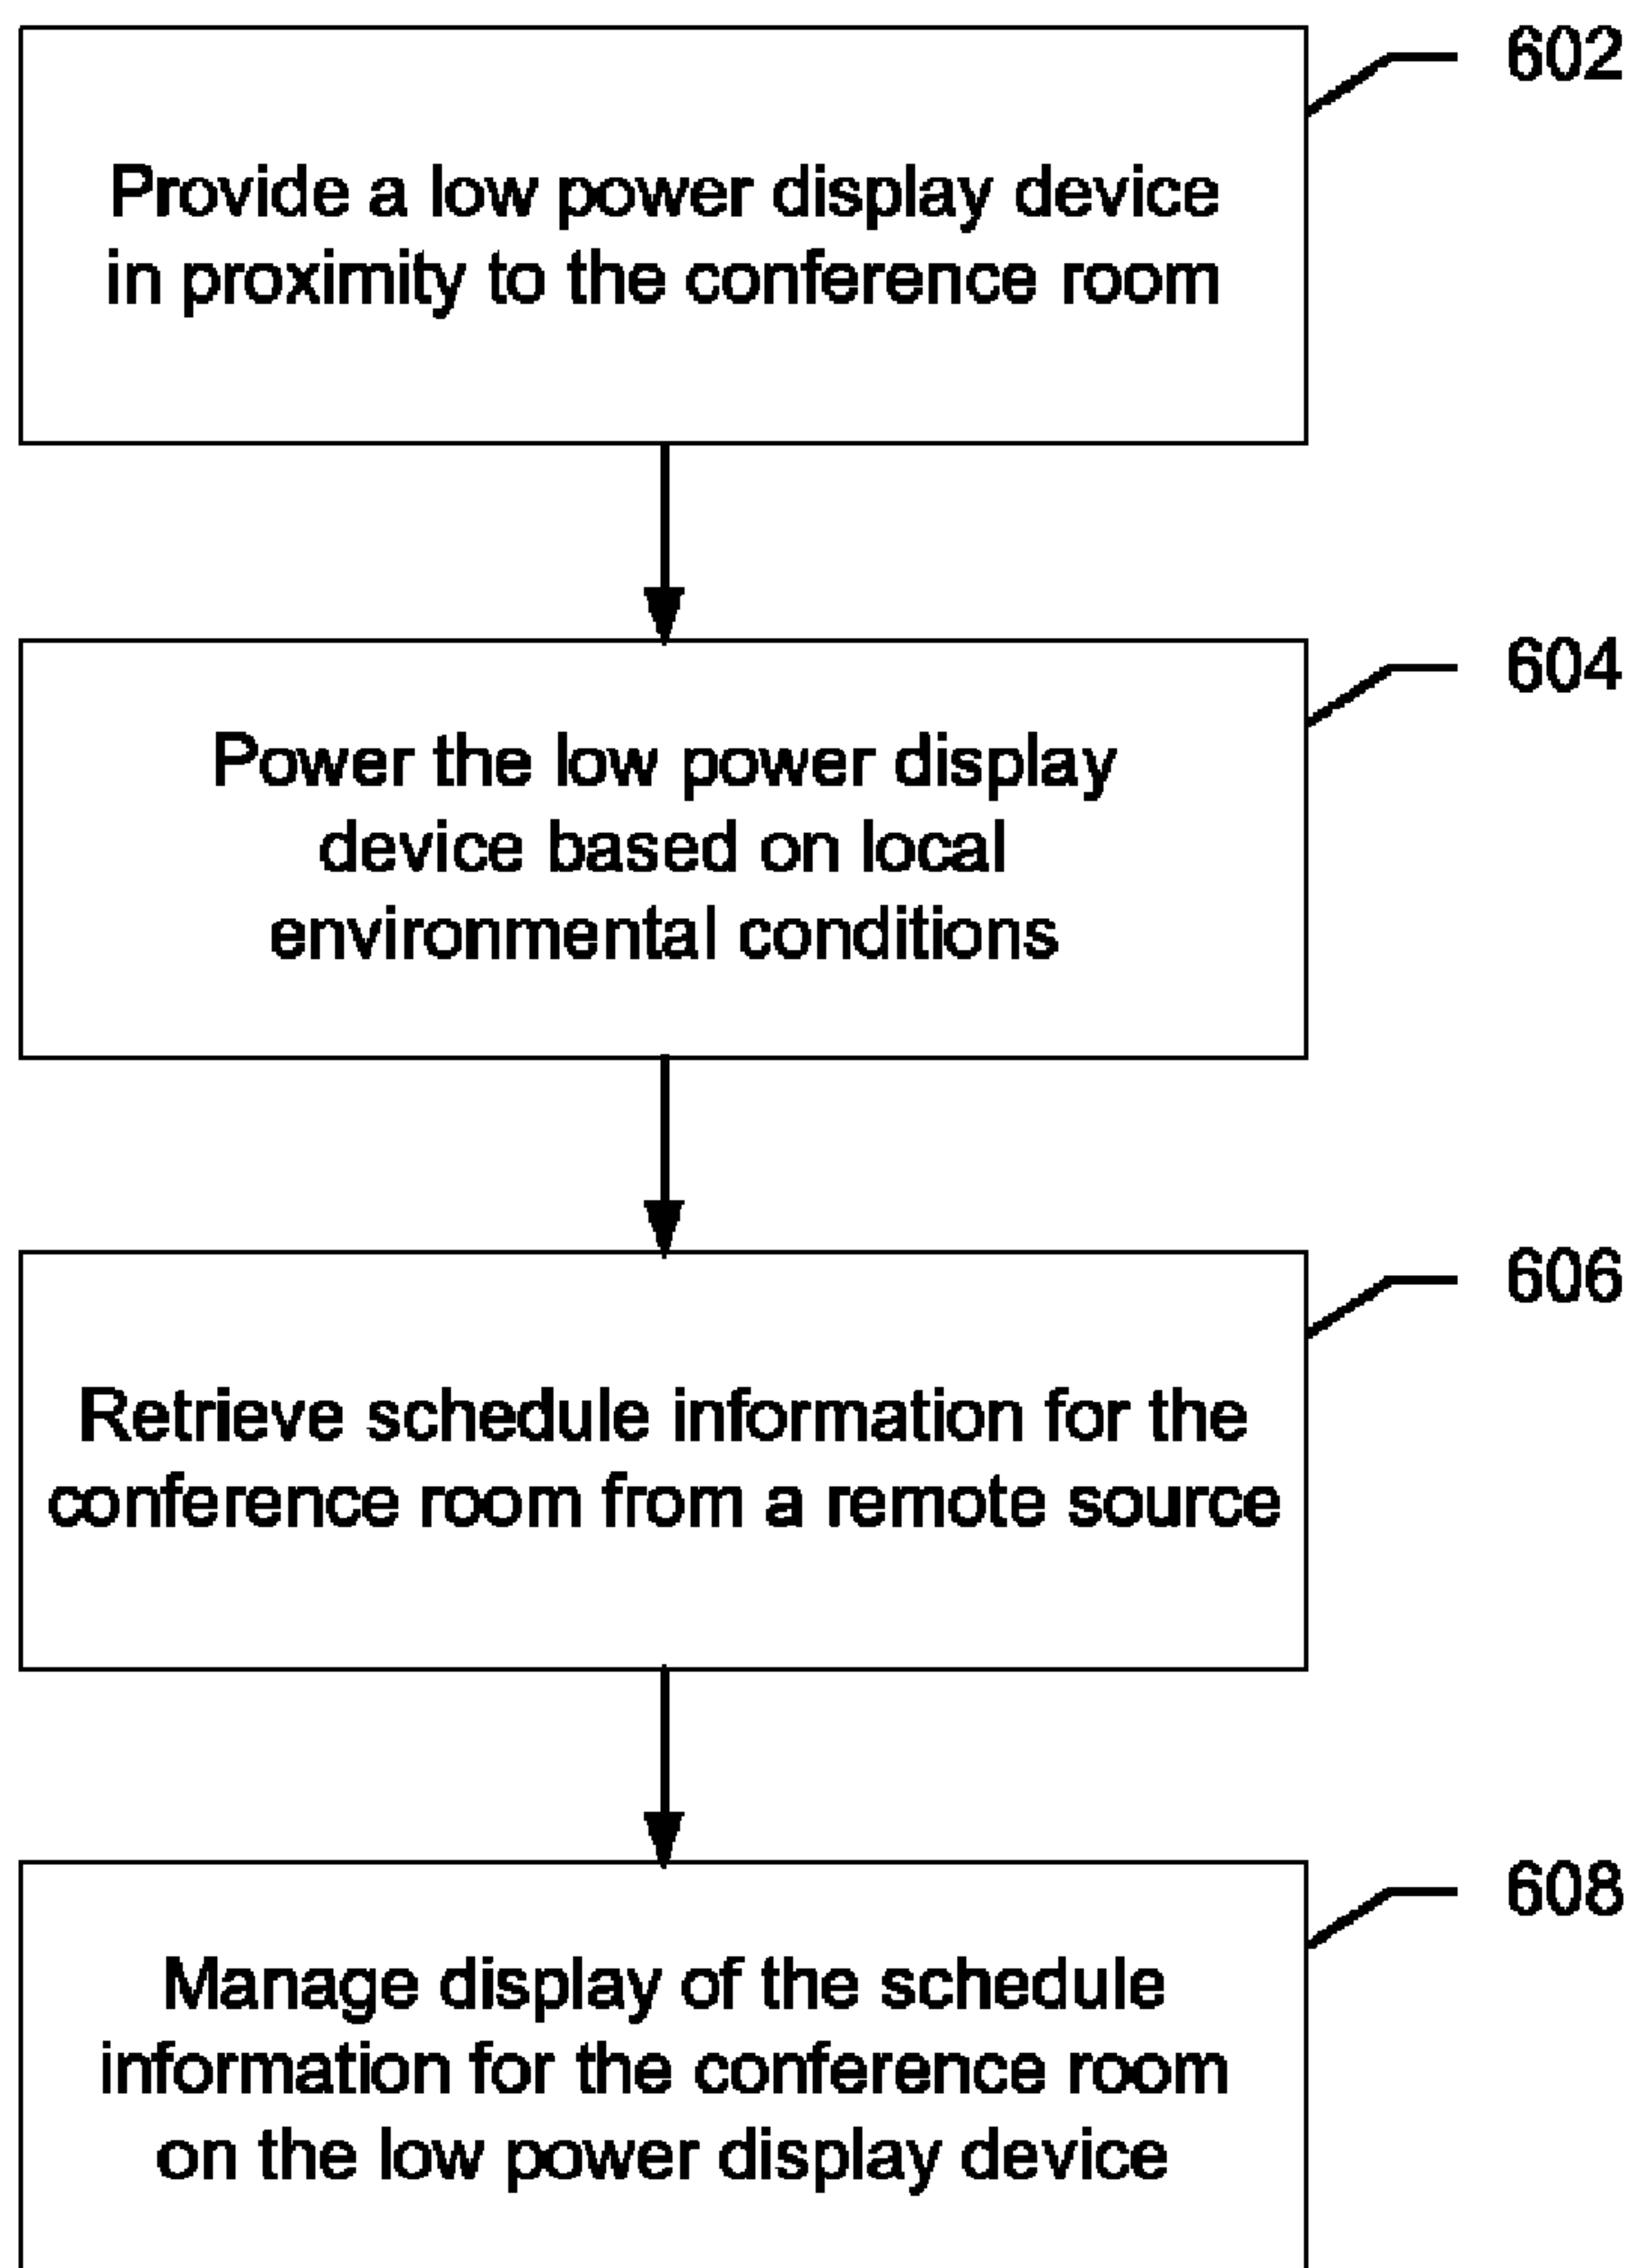 602
Provide a low power display device
in proximity to the conference room
604
Power the low power display
device based on local
environmental conditions
606
Retrieve schedule information for the
conference room from a remote source
608
Manage display of the schedule
information for the conference room
on the low power display device